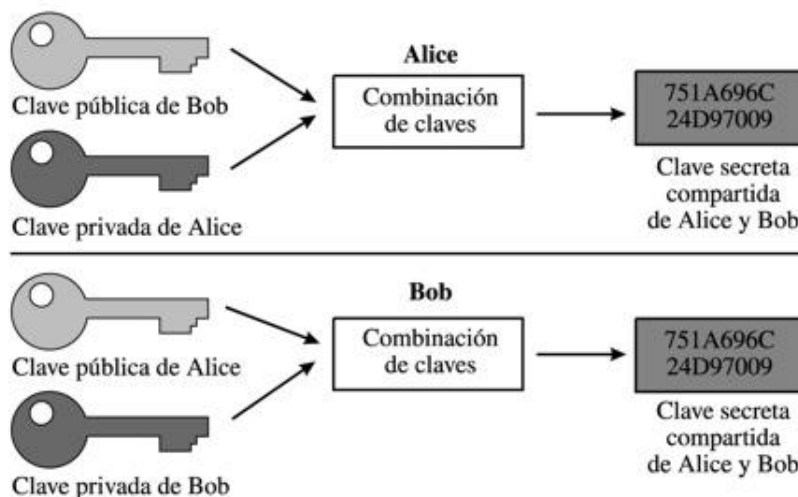 Clave pública de Bob
Clave privada de Alice
Alice
Combinación
de claves
751A696C
24D97009
Clave secreta
compartida
de Alice y Bob
Clave pública de Alice
Clave privada de Bob
Bob
Combinación
de claves
751A696C
24D97009
Clave secreta
compartida
de Alice y Bob